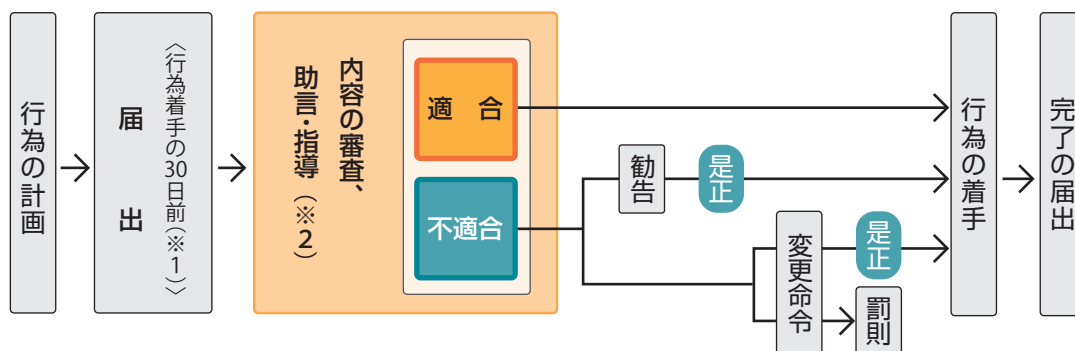 行為の計画
届出
〈行為着手の30日前(※1)〉
内容の審査、
助言・指導(※2)
適合
不適合
勧告
是正
変更命令
是正
罰則
行為の着手
完了の届出